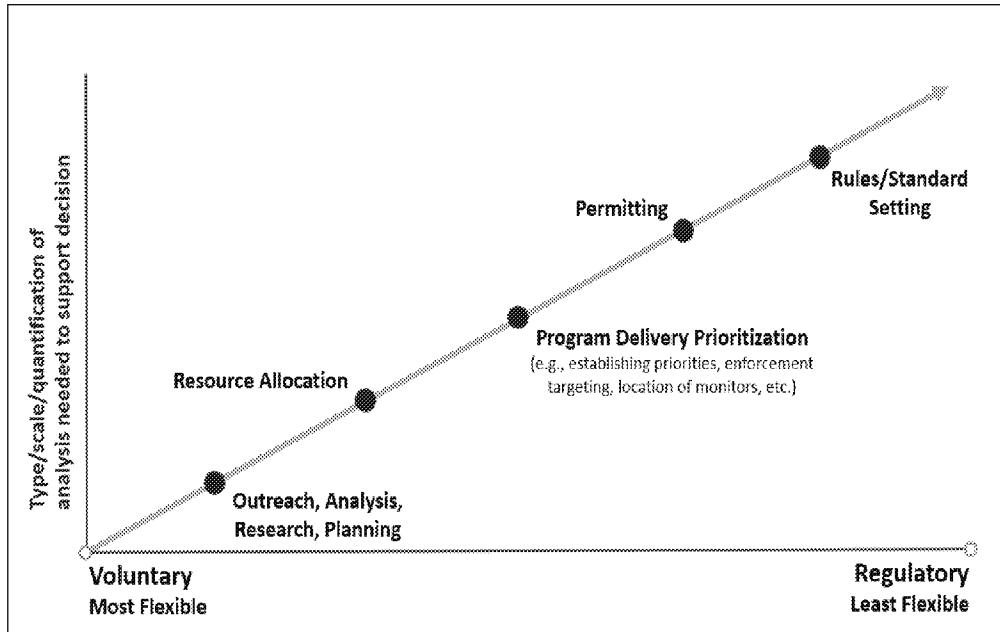 Type/scale/quantification of
analysis needed to support decision
Rules/Standard
Setting
Permitting
Program Delivery Prioritization
(e.g., establishing priorities, enforcement
targeting, location of monitors, etc.)
Resource Allocation
Outreach, Analysis,
Research, Planning
Voluntary
Most Flexible
Regulatory
Least Flexible